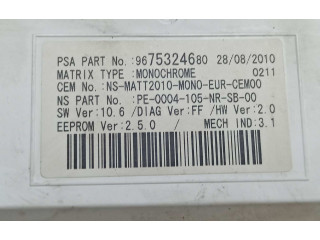 PSA PART No.:9675324680 28/08/2010
MATRIX TYPE :MONOCHROME 0211
CEM No: :NS-MATT2010-MONO-EUR-CEM00
NS PART No: :PE-0004-105-NR-SB-00
SW Ver: 10.6 /DIAG Ver:FF /HW Ver:2.0
EEPROM Ver: 2.5.0 / MECH IND:3.1